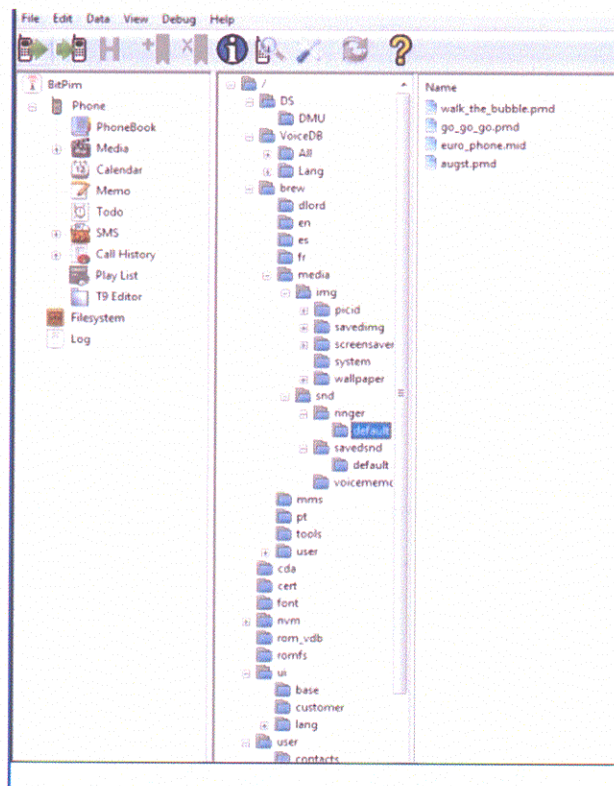 File Edit Data View Debug Help
BitPim
Phone
PhoneBook
Media
Calendar
Memo
Todo
SMS
Call History
Play List
T9 Editor
Filesystem
Log
/
DS
DMU
VoiceDB
All
Lang
brew
dlord
en
es
fr
media
img
picid
savedimg
screensaver
system
wallpaper
snd
ringer
default
savedsnd
default
voicememo
mms
pt
tools
user
cda
cert
font
nvm
rom_vdb
romfs
ui
base
customer
lang
user
contacts
Name
walk_the_bubble.pmd
go_go_go.pmd
euro_phone.mid
augst.pmd